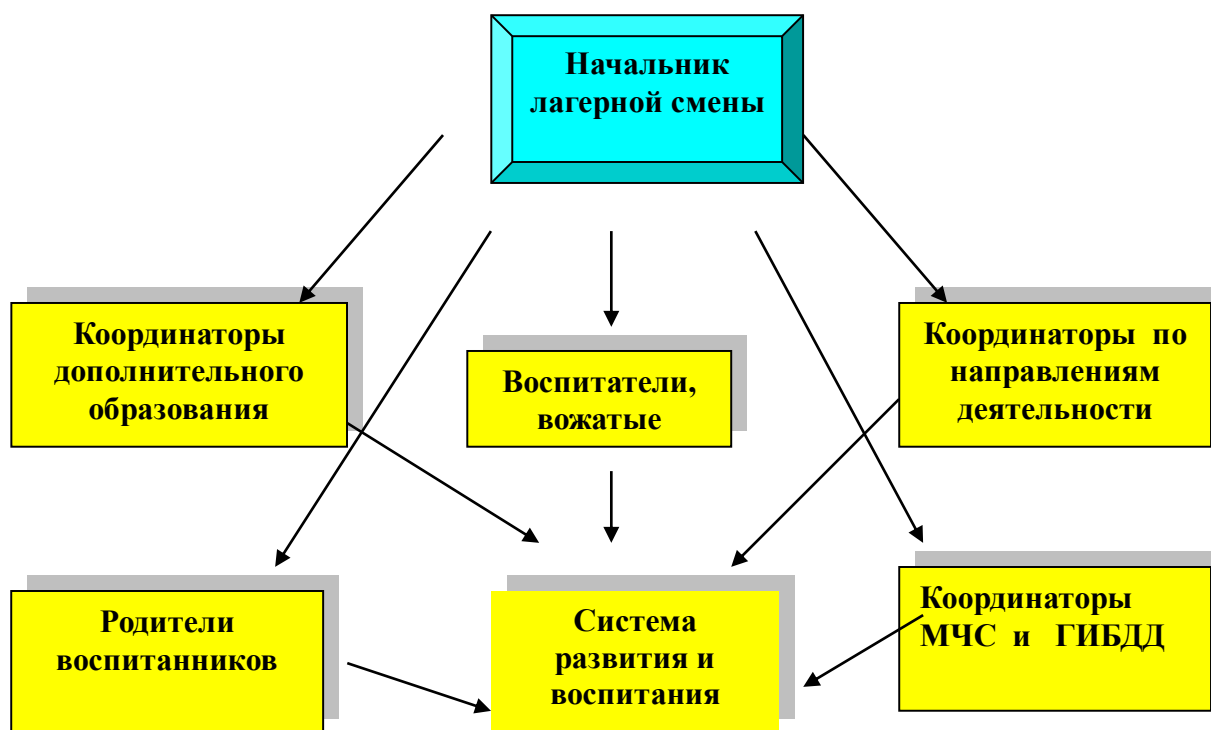 Начальник
лагерной смены
Координаторы
дополнительного
образования
Воспитатели,
вожатые
Координаторы по
направлениям
деятельности
Родители
воспитанников
Система
развития и
воспитания
Координаторы
МЧС и ГИБДД